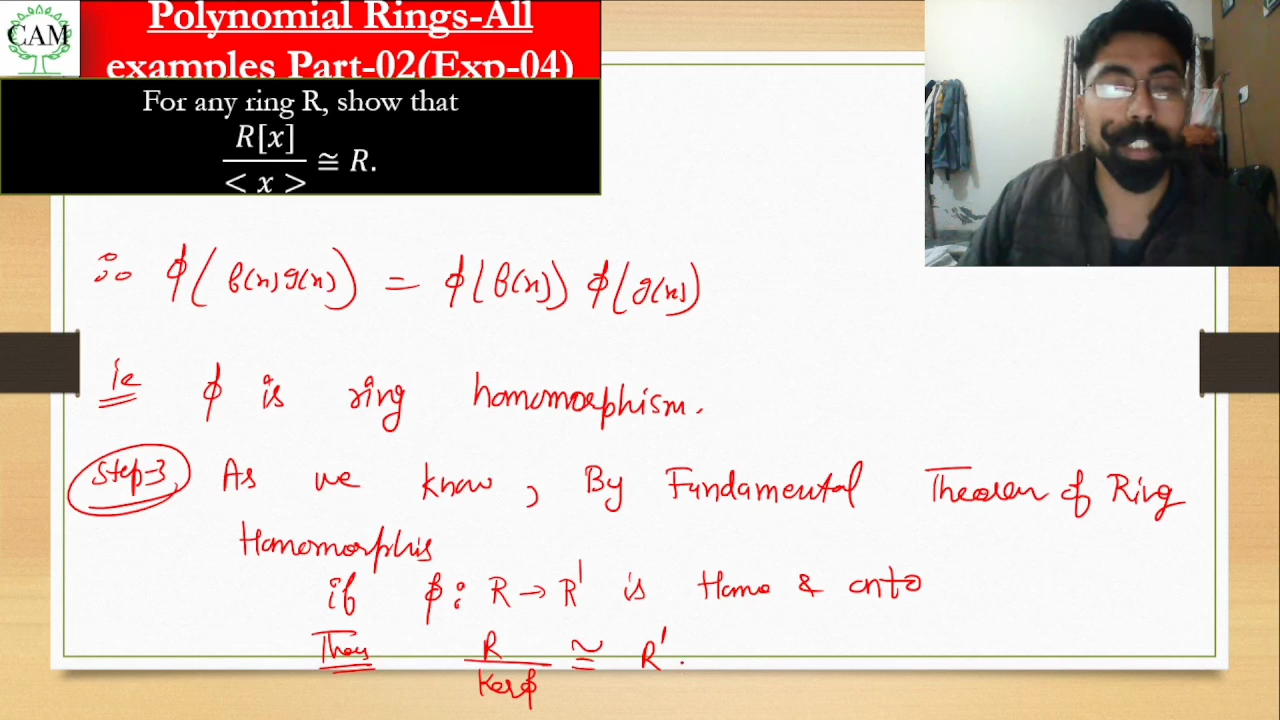 CAM
Polynomial Rings-All
examples Part-02(Exp-04)
For any ring R, show that
R[x]
< x >
≅ R.
∴ ϕ(f(x)g(x)) = ϕ(f(x)) ϕ(g(x))
ie ϕ is ring homomorphism.
Step-3, As we know, By Fundamental Theorem of Ring
Homomorphis
if ϕ: R → R' is Homo & onto
Then R / Kerϕ ≅ R'.